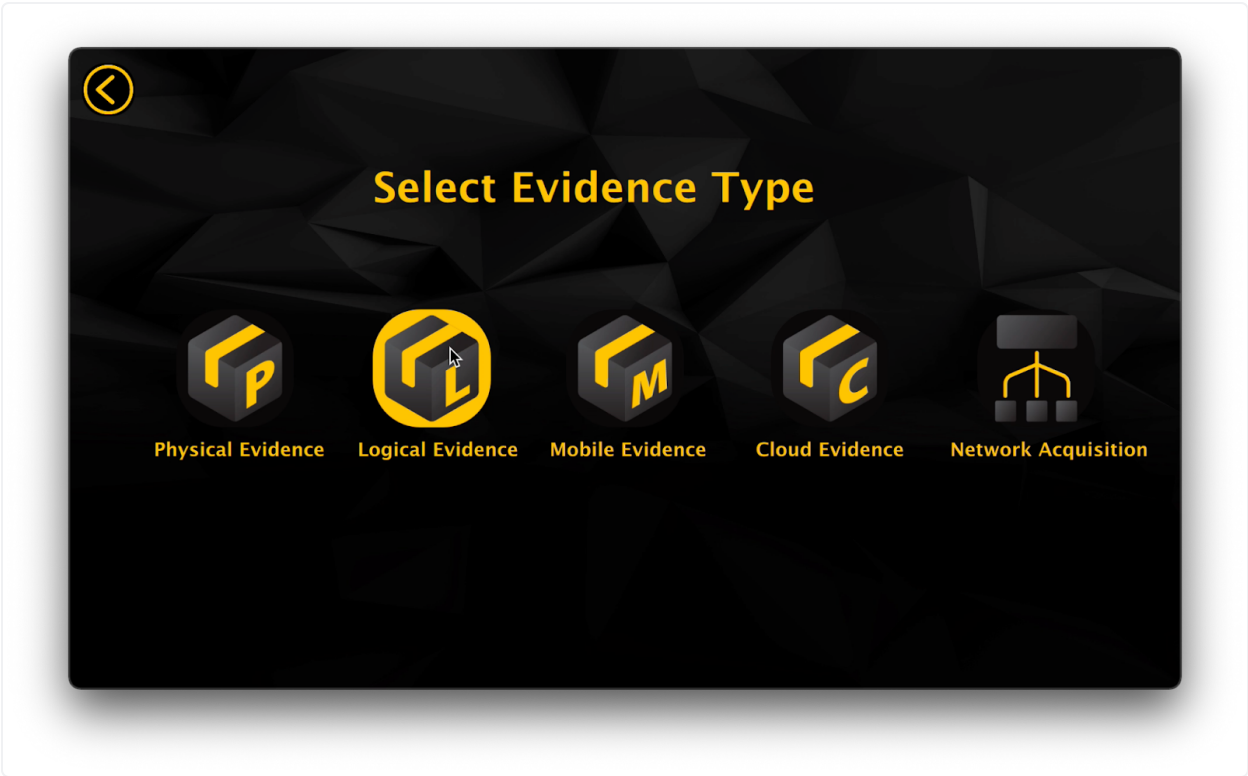 Select Evidence Type
P
L
M
C
Physical Evidence
Logical Evidence
Mobile Evidence
Cloud Evidence
Network Acquisition